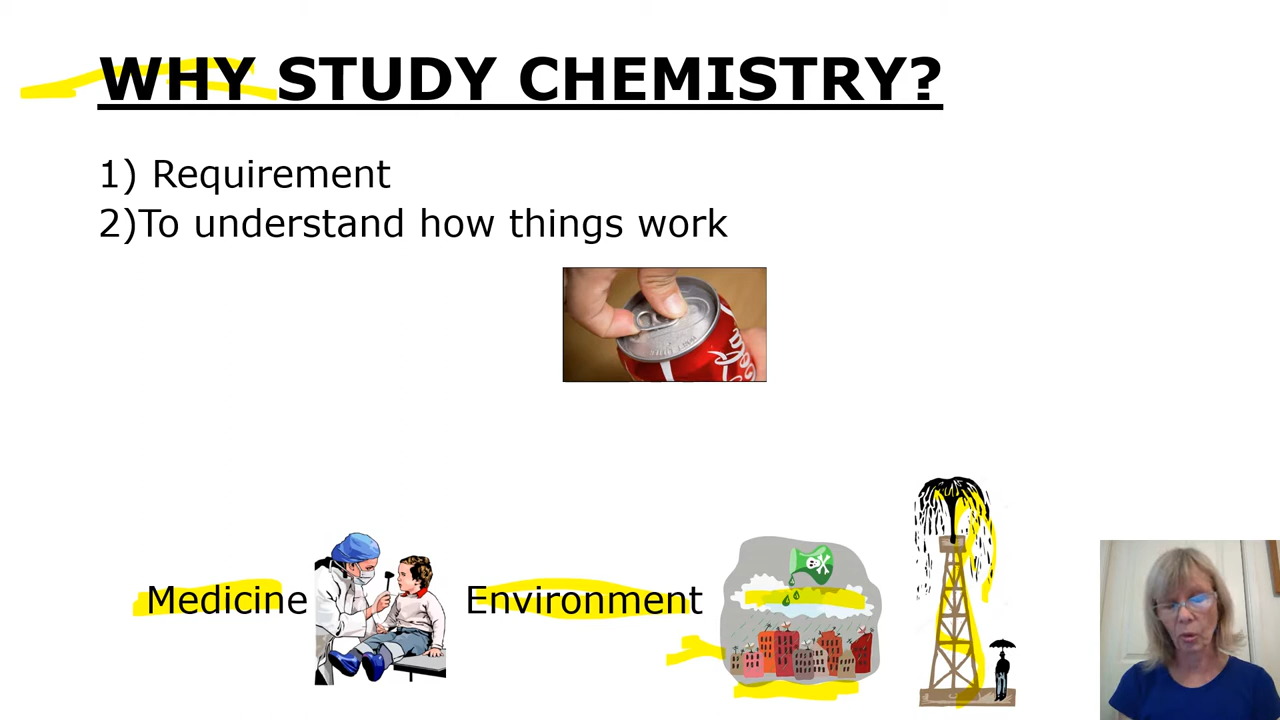 WHY STUDY CHEMISTRY?
1) Requirement
2)To understand how things work
Medicine
Environment